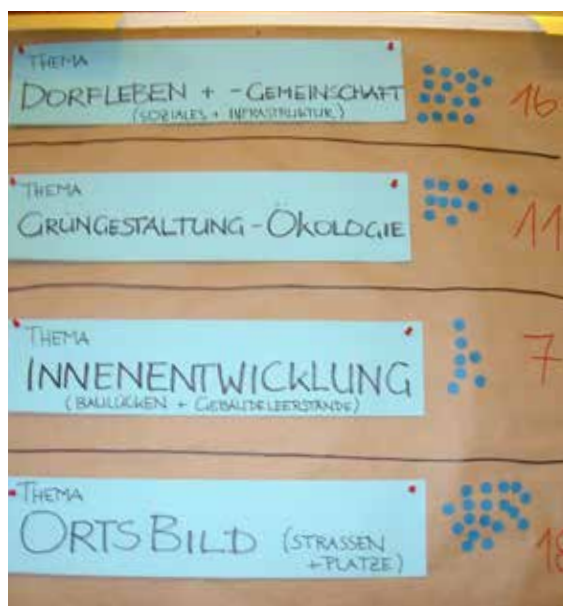 THEMA
DORFLEBEN + -GEMEINSCHAFT
(SOZIALES + INFRASTRUKTUR)
16
THEMA
GRÜNGESTALTUNG - ÖKOLOGIE
11
THEMA
INNENENTWICKLUNG
(BAULÜCKEN + GEBÄUDELEERSTÄNDE)
7
THEMA
ORTSBILD (STRASSEN
+PLÄTZE)
18